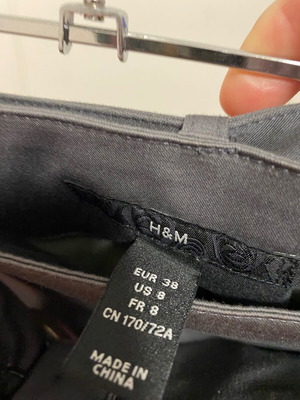 H&M
EUR 38
US 8
FR 8
CN 170/72A
MADE IN
CHINA